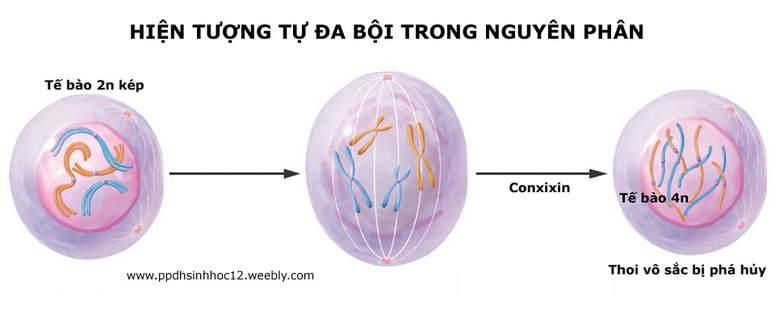 HIỆN TƯỢNG TỰ ĐA BỘI TRONG NGUYÊN PHÂN
Tế bào 2n kép
Conxixin
Tế bào 4n
Thoi vô sắc bị phá hủy
www.ppdhsinhhoc12.weebly.com